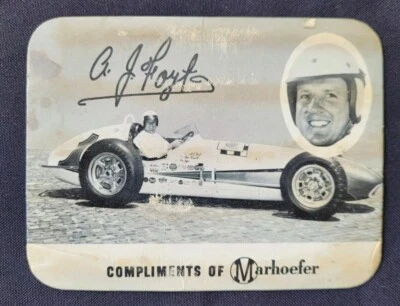 A. J. Foyt
COMPLIMENTS OF Marhoefer